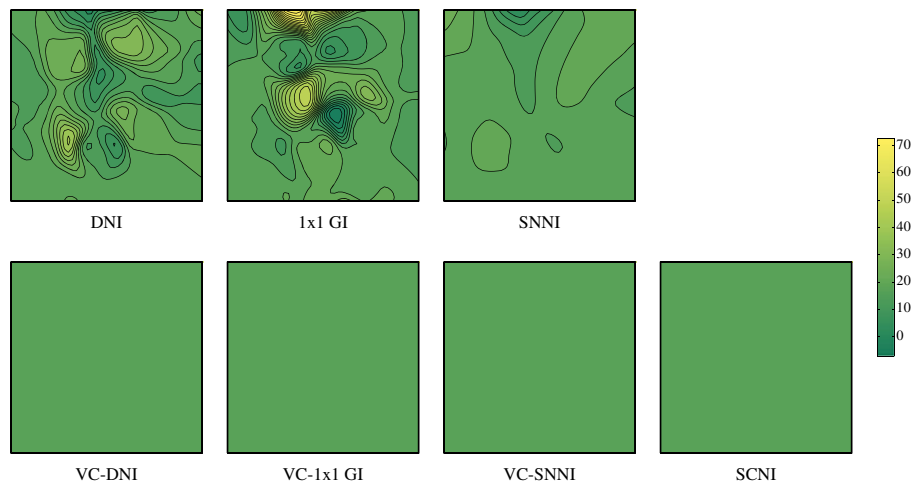 DNI
1x1 GI
SNNI
VC-DNI
VC-1x1 GI
VC-SNNI
SCNI
70
60
50
40
30
20
10
0